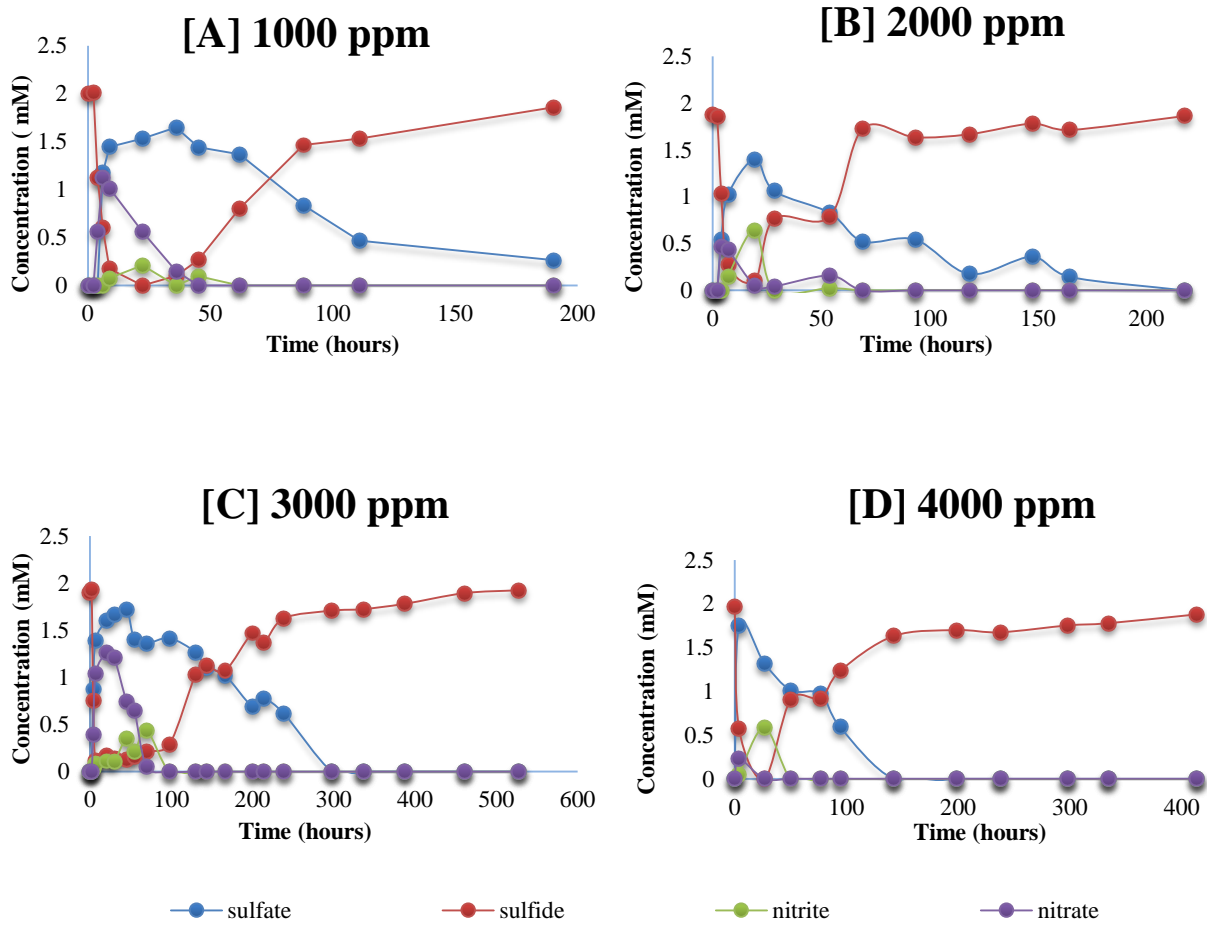 [A] 1000 ppm
2.5
2
1.5
1
0.5
0
Concentration ( mM)
0 50 100 150 200
Time (hours)
[B] 2000 ppm
2.5
2
1.5
1
0.5
0
Concentration (mM)
0 50 100 150 200
Time (hours)
[C] 3000 ppm
2.5
2
1.5
1
0.5
0
Concentration (mM)
0 100 200 300 400 500 600
Time (hours)
[D] 4000 ppm
2.5
2
1.5
1
0.5
0
Concentration (mM)
0 100 200 300 400
Time (hours)
sulfate sulfide nitrite nitrate